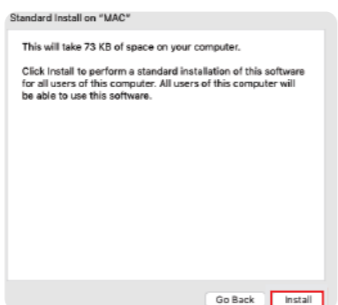 Standard Install on "MAC"
This will take 73 KB of space on your computer.
Click Install to perform a standard installation of this software
for all users of this computer. All users of this computer will
be able to use this software.
Go Back
Install